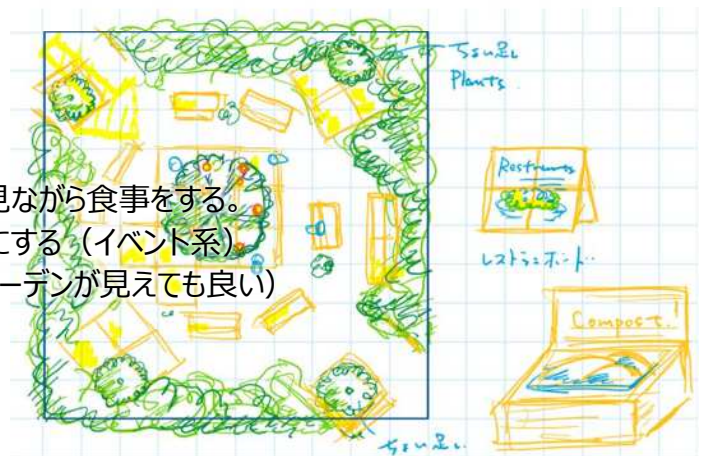 ちょい足し
Plants.
見ながら食事をする。
にする（イベント系）
ーデンが見えても良い）
Restrants
レストランボード..
Compost!
ちょい足し